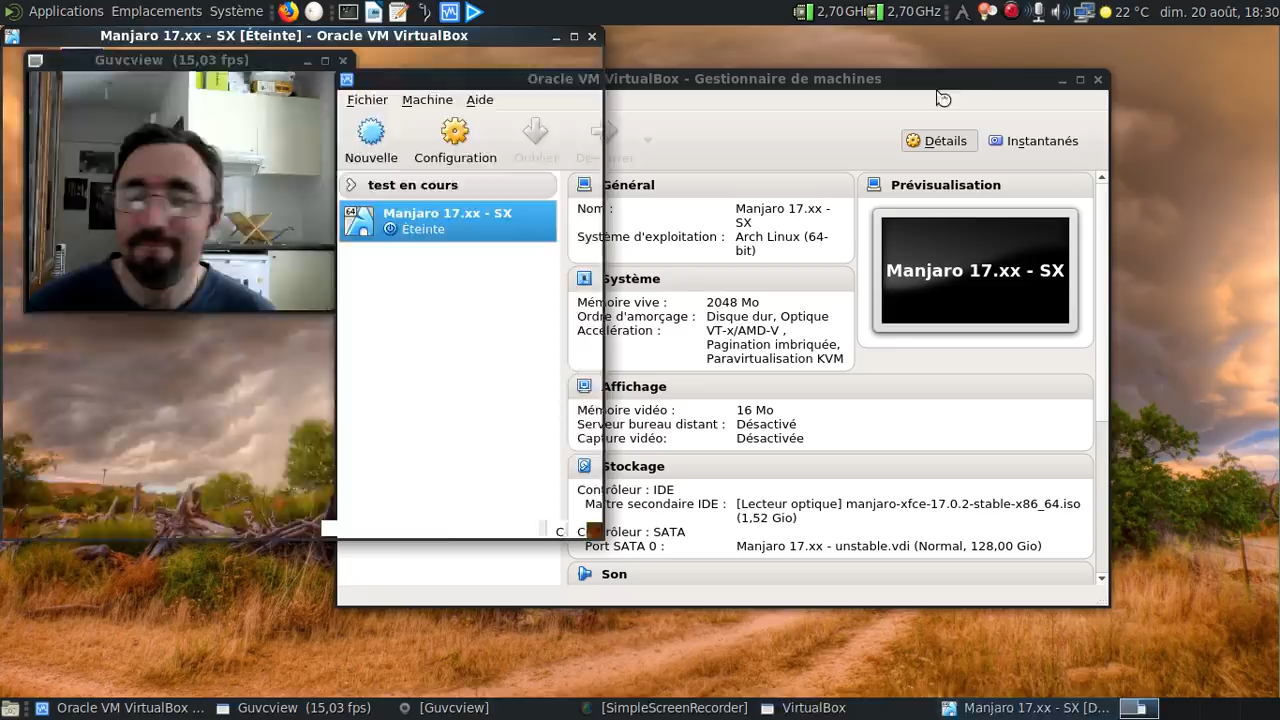 Applications Emplacements Système
2,70 GHz 2,70 GHz 22 °C dim. 20 août, 18:30
Manjaro 17.xx - SX [Éteinte] - Oracle VM VirtualBox
Guvcview (15,03 fps)
Oracle VM VirtualBox - Gestionnaire de machines
Fichier Machine Aide
Nouvelle Configuration Oublier
Détails Instantanés
test en cours
64 Manjaro 17.xx - SX
Éteinte
Général
Nom : Manjaro 17.xx -
SX
Système d'exploitation : Arch Linux (64-
bit)
Système
Mémoire vive : 2048 Mo
Ordre d'amorçage : Disque dur, Optique
Accélération : VT-x/AMD-V ,
Pagination imbriquée,
Paravirtualisation KVM
Prévisualisation
Manjaro 17.xx - SX
Affichage
Mémoire vidéo : 16 Mo
Serveur bureau distant : Désactivé
Capture vidéo : Désactivée
Stockage
Contrôleur : IDE
Maître secondaire IDE : [Lecteur optique] manjaro-xfce-17.0.2-stable-x86_64.iso
(1,52 Gio)
Contrôleur : SATA
Port SATA 0 : Manjaro 17.xx - unstable.vdi (Normal, 128,00 Gio)
Son
Oracle VM VirtualBox ... Guvcview (15,03 fps) [Guvcview] [SimpleScreenRecorder] VirtualBox Manjaro 17.xx - SX [D...